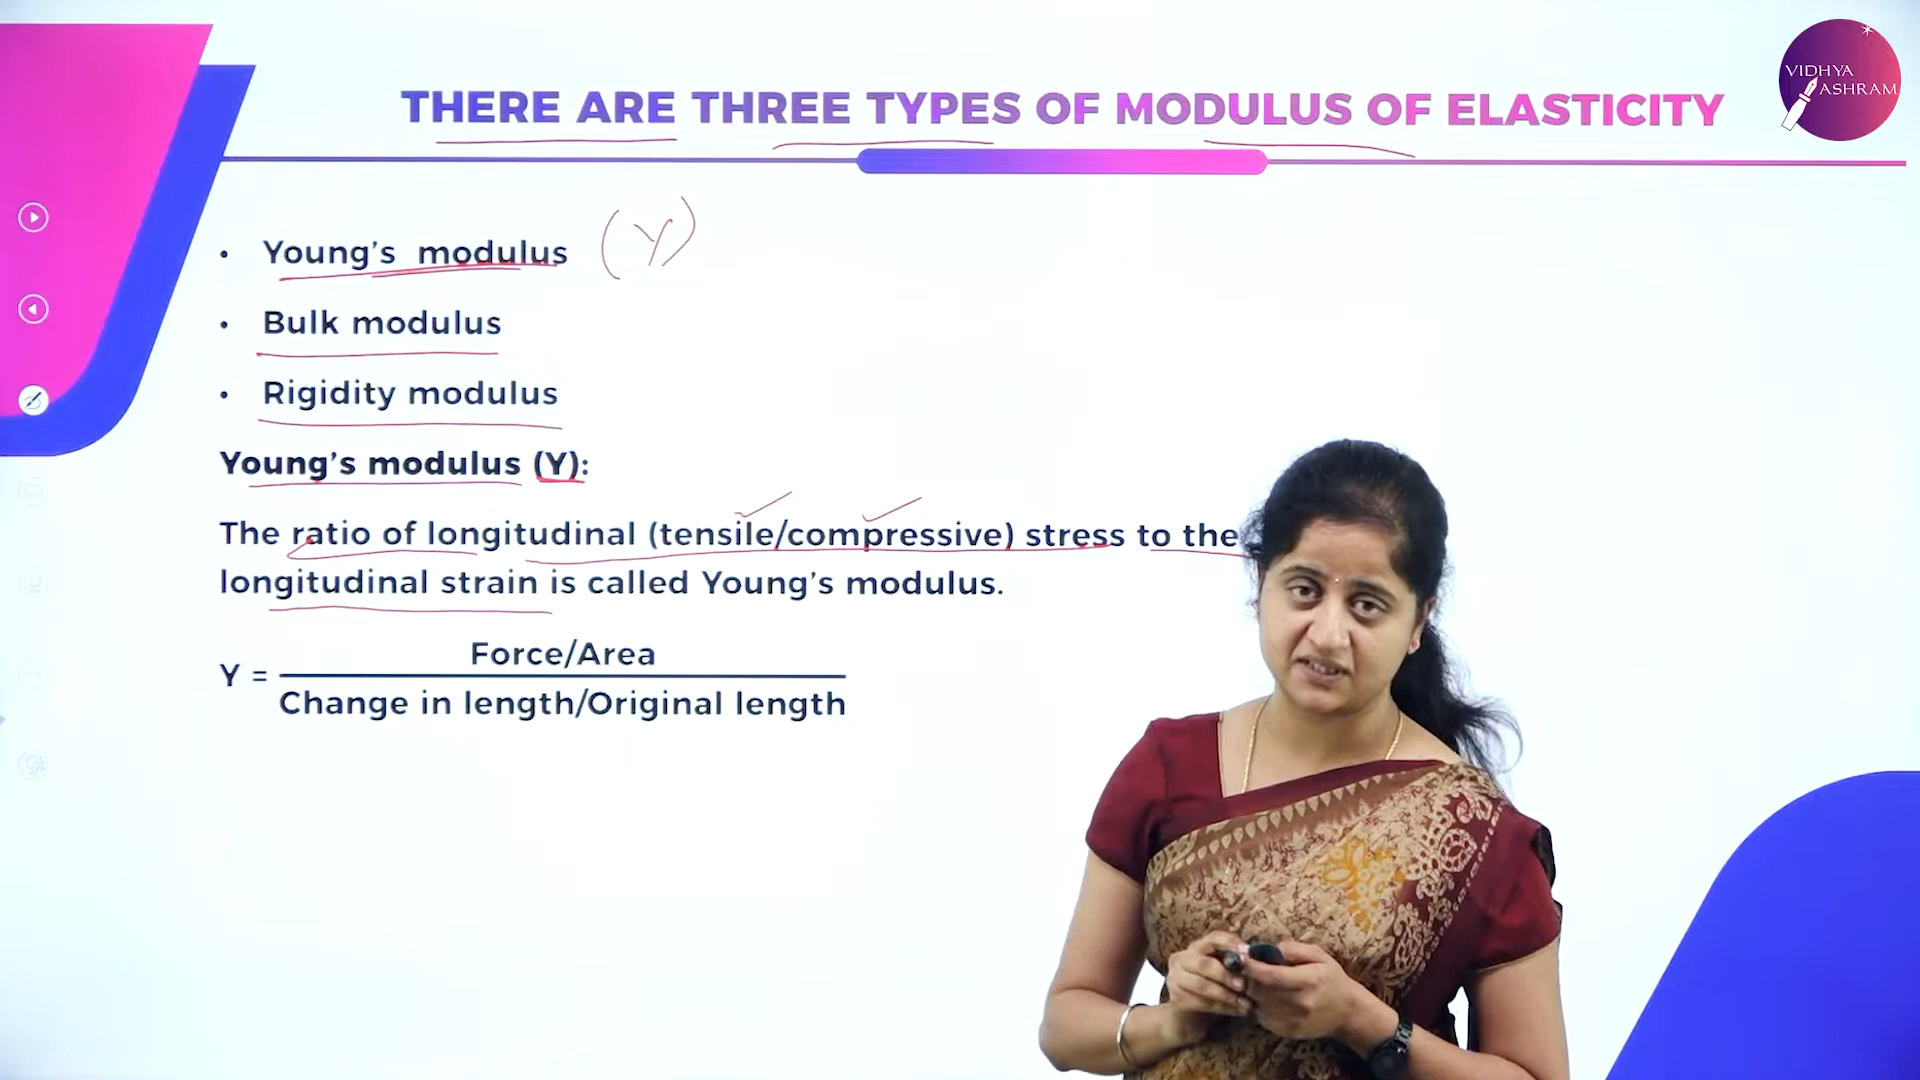 VIDHYA
ASHRAM
THERE ARE THREE TYPES OF MODULUS OF ELASTICITY
• Young's modulus (Y)
• Bulk modulus
• Rigidity modulus
Young's modulus (Y):
The ratio of longitudinal (tensile/compressive) stress to the
longitudinal strain is called Young's modulus.
Force/Area
Y =
Change in length/Original length